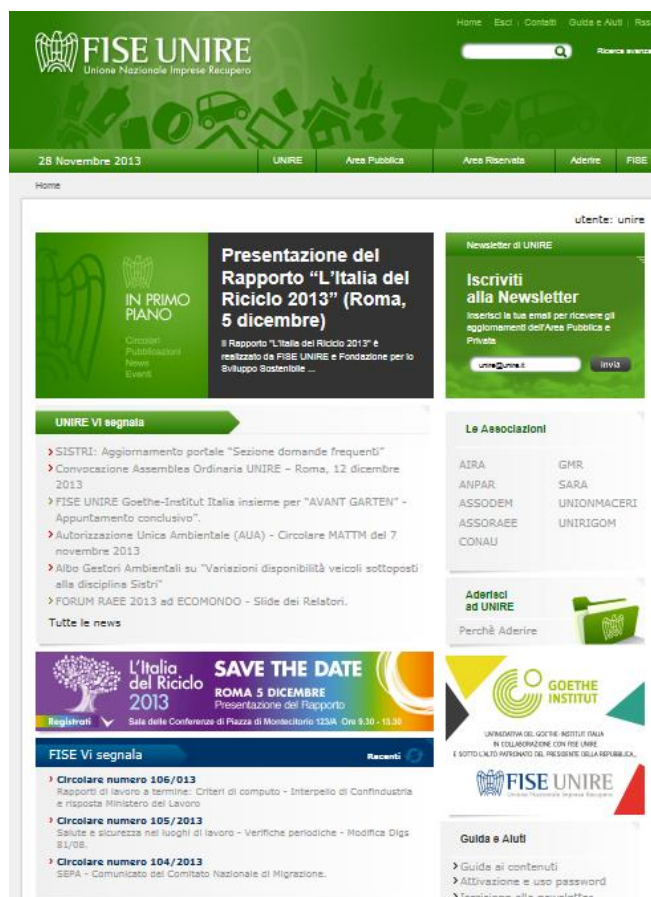 Home Esci Contatti Guida e Aiuti Rss
FISE UNIRE
Unione Nazionale Imprese Recupero
Ricerca avanza
28 Novembre 2013
UNIRE Area Pubblica Area Riservata Aderire FISE
Home
utente: unire
IN PRIMO
PIANO
Circolari
Pubblicazioni
News
Eventi
Presentazione del
Rapporto “L’Italia del
Riciclo 2013” (Roma,
5 dicembre)
Il Rapporto "L'Italia del Riciclo 2013" è
realizzato da FISE UNIRE e Fondazione per lo
Sviluppo Sostenibile ...
Newsletter di UNIRE
Iscriviti
alla Newsletter
Inserisci la tua email per ricevere gli
aggiornamenti dell'Area Pubblica e
Privata
unire@unire.it
Invia
UNIRE Vi segnala
SISTRI: Aggiornamento portale “Sezione domande frequenti”
Convocazione Assemblea Ordinaria UNIRE – Roma, 12 dicembre
2013
FISE UNIRE Goethe-Institut Italia insieme per "AVANT GARTEN" -
Appuntamento conclusivo”.
Autorizzazione Unica Ambientale (AUA) - Circolare MATTM del 7
novembre 2013
Albo Gestori Ambientali su "Variazioni disponibilità veicoli sottoposti
alla disciplina Sistri"
FORUM RAEE 2013 ad ECOMONDO - Slide dei Relatori.
Tutte le news
Le Associazioni
AIRA GMR
ANPAR SARA
ASSODEM UNIONMACERI
ASSORAEE UNIRIGOM
CONAU
Aderisci
ad UNIRE
Perchè Aderire
L'Italia
del Riciclo
2013
Registrati
SAVE THE DATE
ROMA 5 DICEMBRE
Presentazione del Rapporto
Sala delle Conferenze di Piazza di Montecitorio 123/A Ore 9.30 - 13.30
GOETHE
INSTITUT
UN'INIZIATIVA DEL GOETHE-INSTITUT ITALIA
IN COLLABORAZIONE CON FISE UNIRE
E SOTTO L'ALTO PATRONATO DEL PRESIDENTE DELLA REPUBBLICA
FISE UNIRE
Unione Nazionale Imprese Recupero
FISE Vi segnala
Recenti
Circolare numero 106/013
Rapporti di lavoro a termine: Criteri di computo - Interpello di Confindustria
e risposta Ministero del Lavoro
Circolare numero 105/2013
Salute e sicurezza nei luoghi di lavoro - Verifiche periodiche - Modifica Dlgs
81/08.
Circolare numero 104/2013
SEPA - Comunicato del Comitato Nazionale di Migrazione.
Guida e Aiuti
Guida ai contenuti
Attivazione e uso password